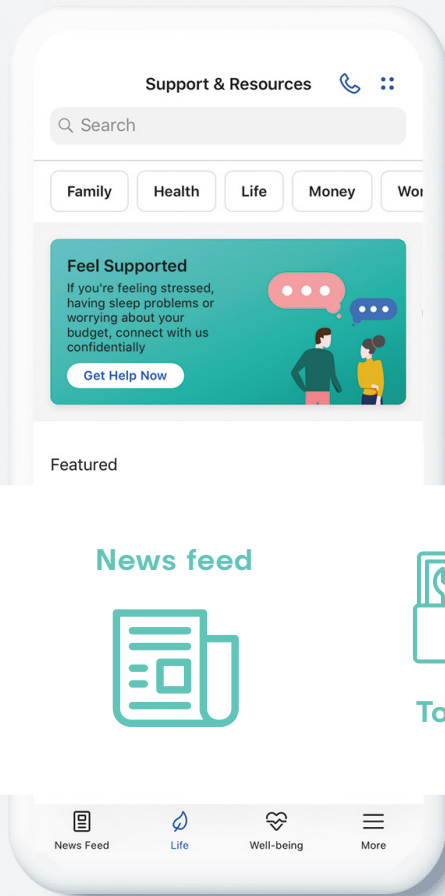 Support & Resources
Search
Family Health Life Money Wor
Feel Supported
If you're feeling stressed,
having sleep problems or
worrying about your
budget, connect with us
confidentially
Get Help Now
Featured
News feed
To
News Feed Life Well-being More